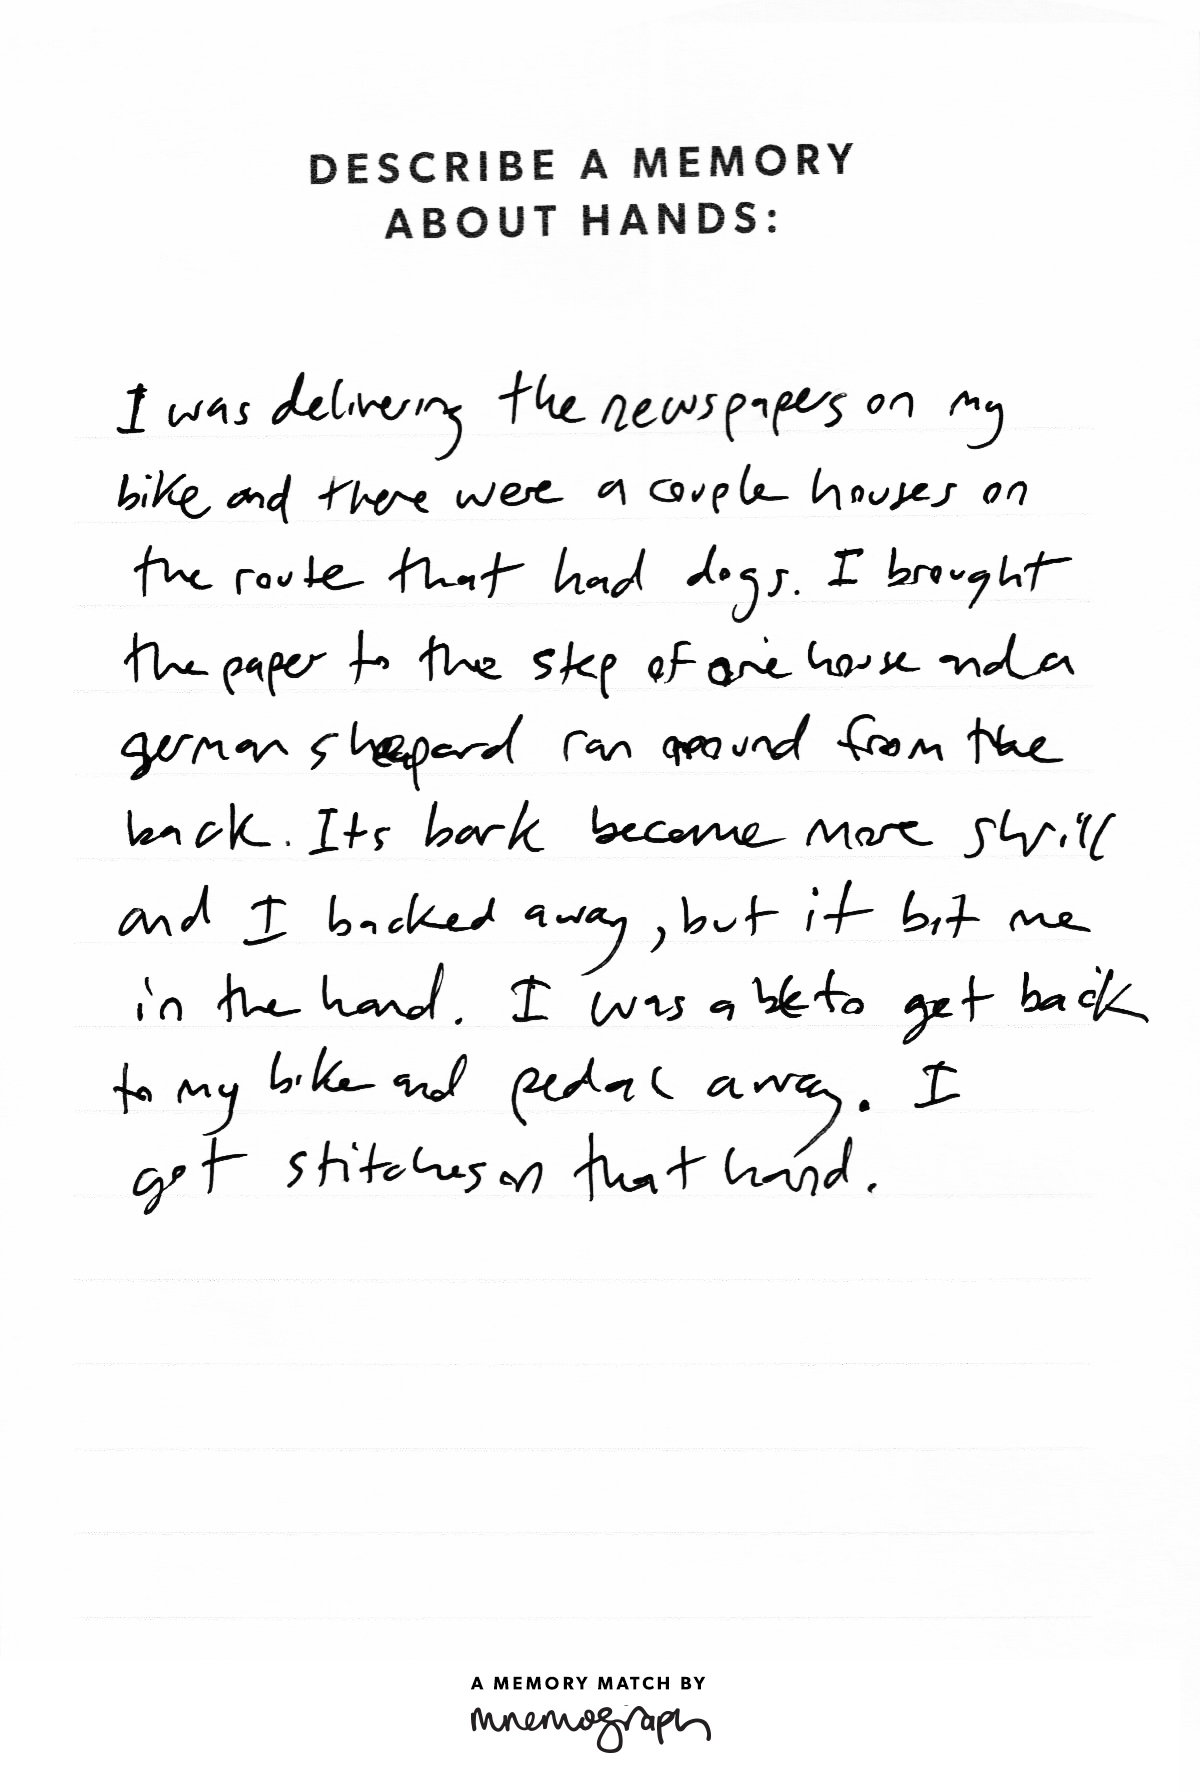 DESCRIBE A MEMORY
ABOUT HANDS:
I was delivering the newspapers on my
bike and there were a couple houses on
the route that had dogs. I brought
the paper to the step of one house and a
german shepard ran around from the
back. Its bark became more shrill
and I backed away, but it bit me
in the hand. I was able to get back
to my bike and pedal away. I
got stitches on that hand.
A MEMORY MATCH BY
mnemograph